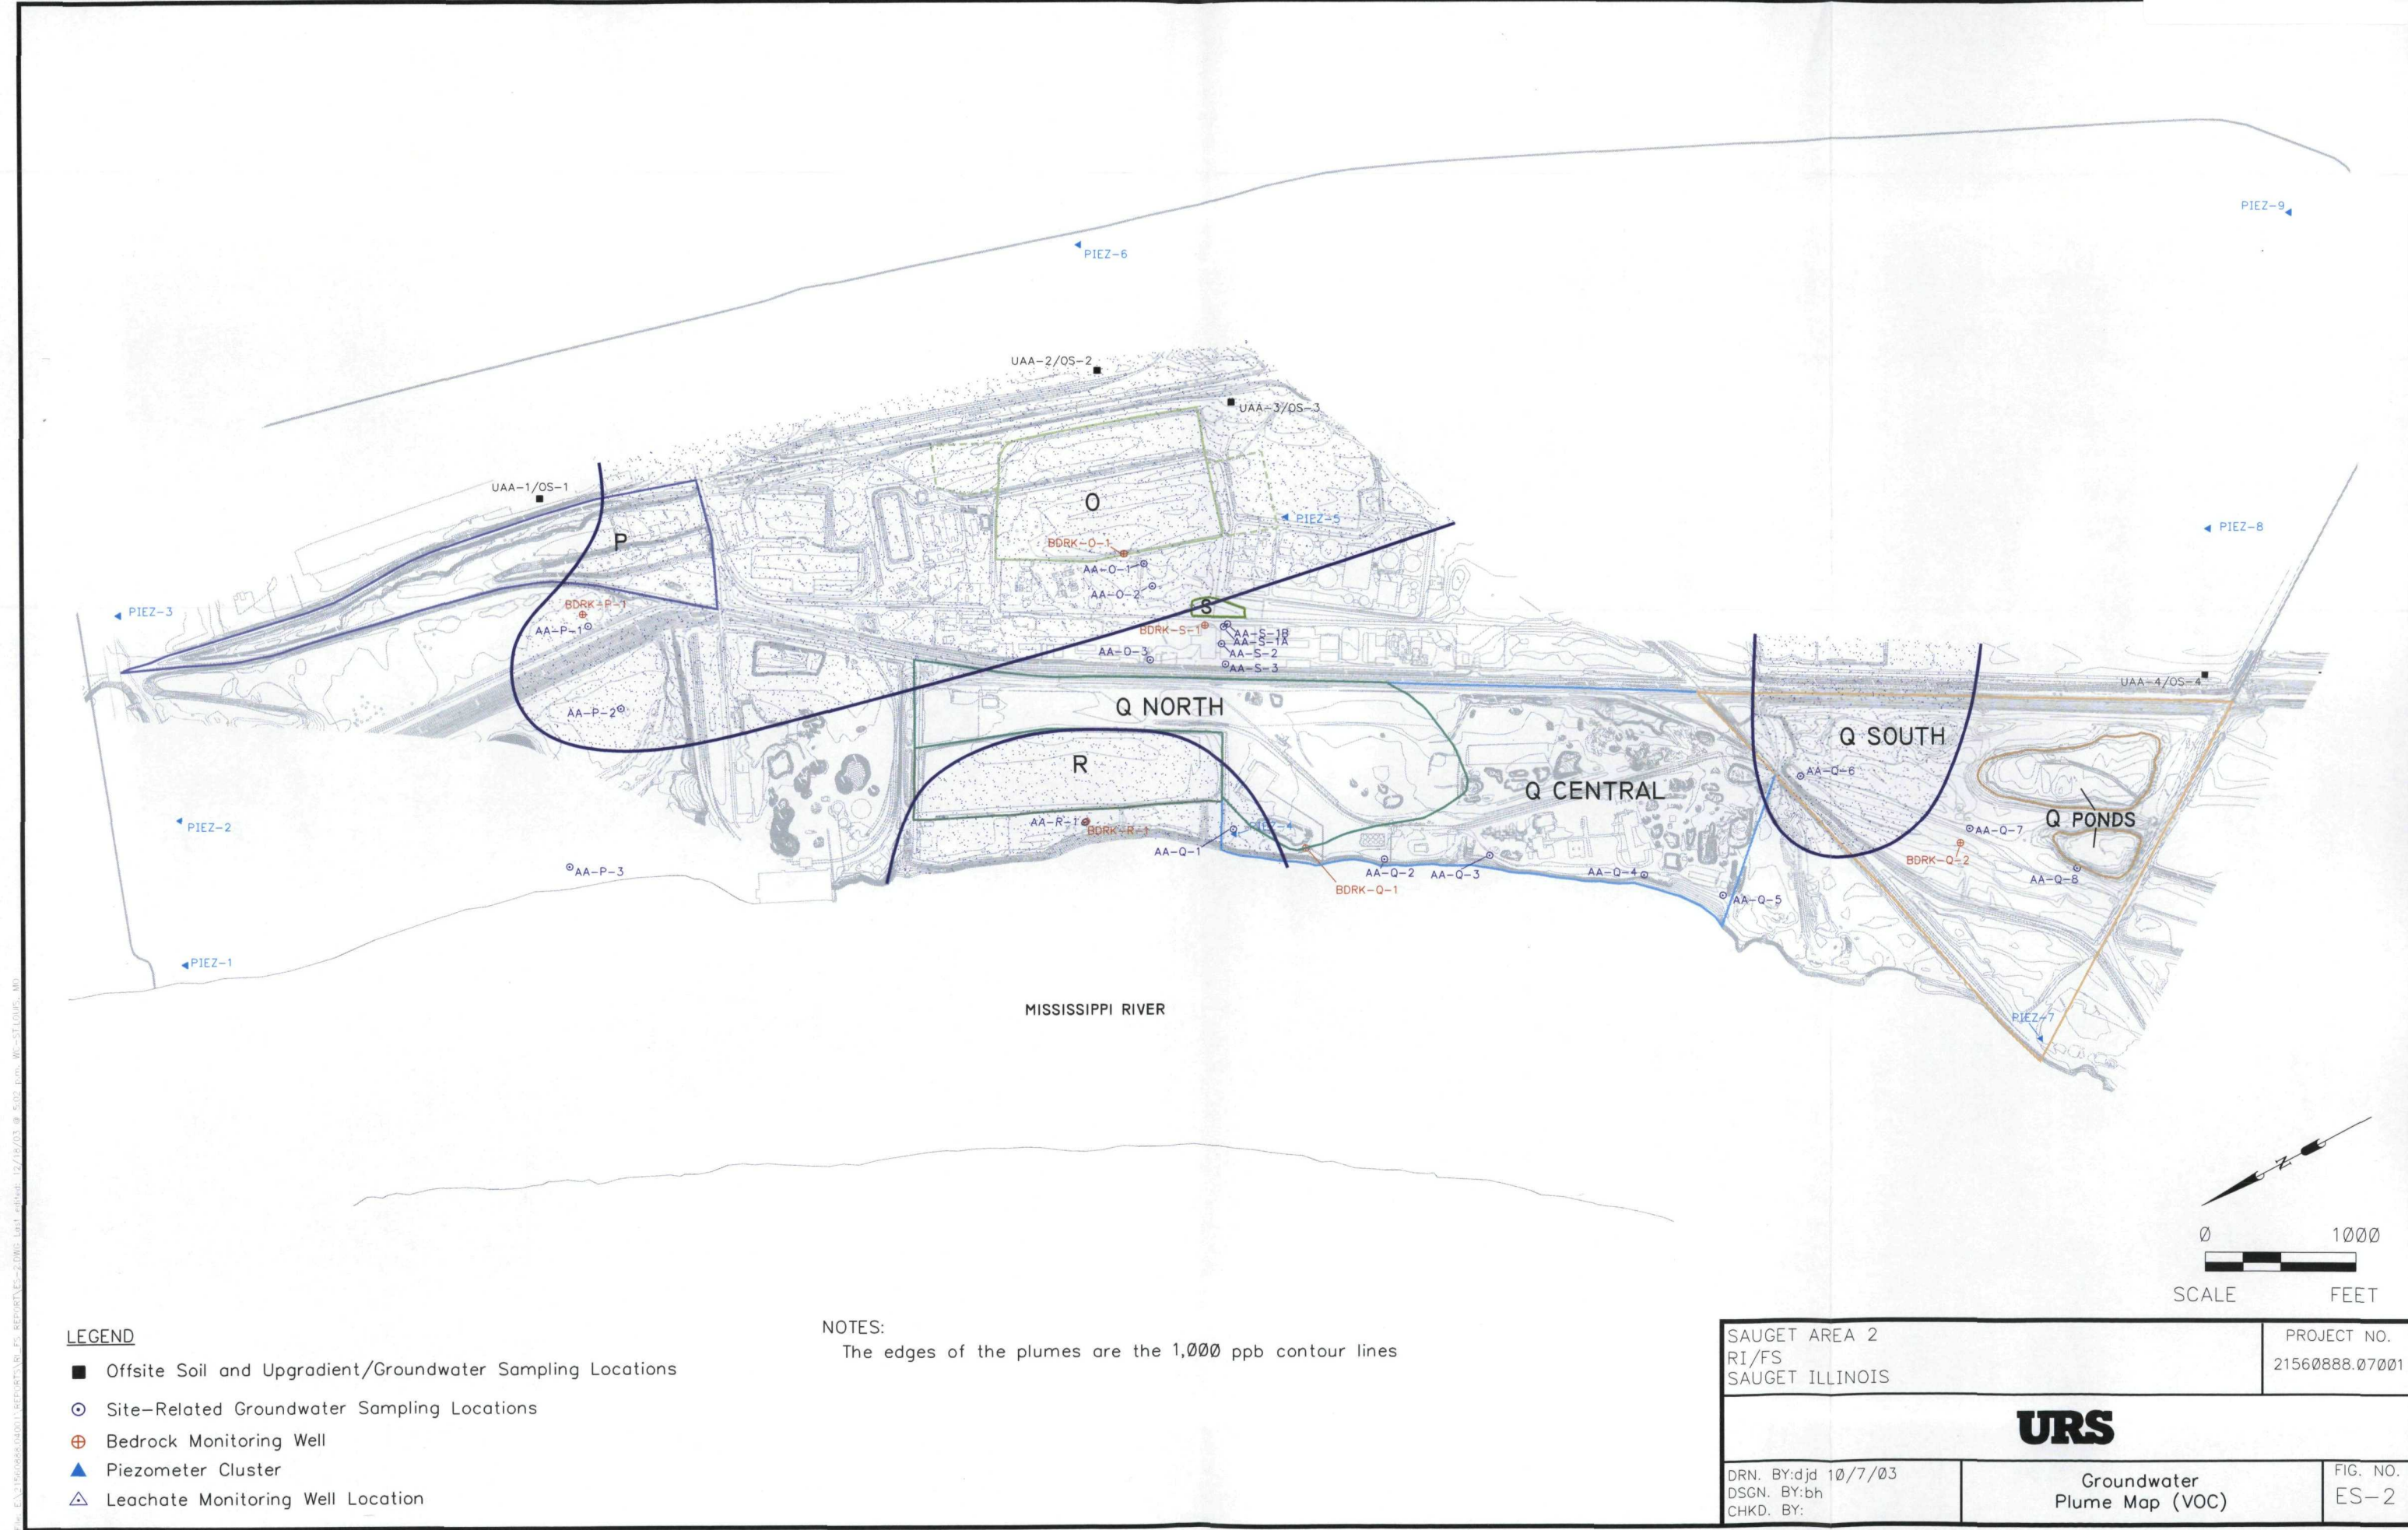 PIEZ-9
PIEZ-6
UAA-2/OS-2
UAA-3/OS-3
UAA-1/OS-1
O
PIEZ-5
PIEZ-8
P
BDRK-O-1
AA-O-1
AA-O-2
PIEZ-3
BDRK-P-1
AA-P-1
S
BDRK-S-1
AA-S-1B
AA-S-1A
AA-S-2
AA-O-3
AA-S-3
UAA-4/OS-4
AA-P-2
Q NORTH
Q SOUTH
R
AA-Q-6
Q CENTRAL
Q PONDS
PIEZ-2
AA-R-1
BDRK-R-1
PIEZ-4
AA-Q-7
AA-Q-1
BDRK-Q-2
AA-P-3
AA-Q-2
AA-Q-3
AA-Q-4
AA-Q-8
BDRK-Q-1
AA-Q-5
PIEZ-1
MISSISSIPPI RIVER
PIEZ-7
N
0 1000
SCALE FEET
LEGEND
Offsite Soil and Upgradient/Groundwater Sampling Locations
Site-Related Groundwater Sampling Locations
Bedrock Monitoring Well
Piezometer Cluster
Leachate Monitoring Well Location
NOTES:
The edges of the plumes are the 1,000 ppb contour lines
SAUGET AREA 2
RI/FS
SAUGET ILLINOIS
PROJECT NO.
21560888.07001
URS
DRN. BY:djd 10/7/03
DSGN. BY:bh
CHKD. BY:
Groundwater
Plume Map (VOC)
FIG. NO.
ES-2